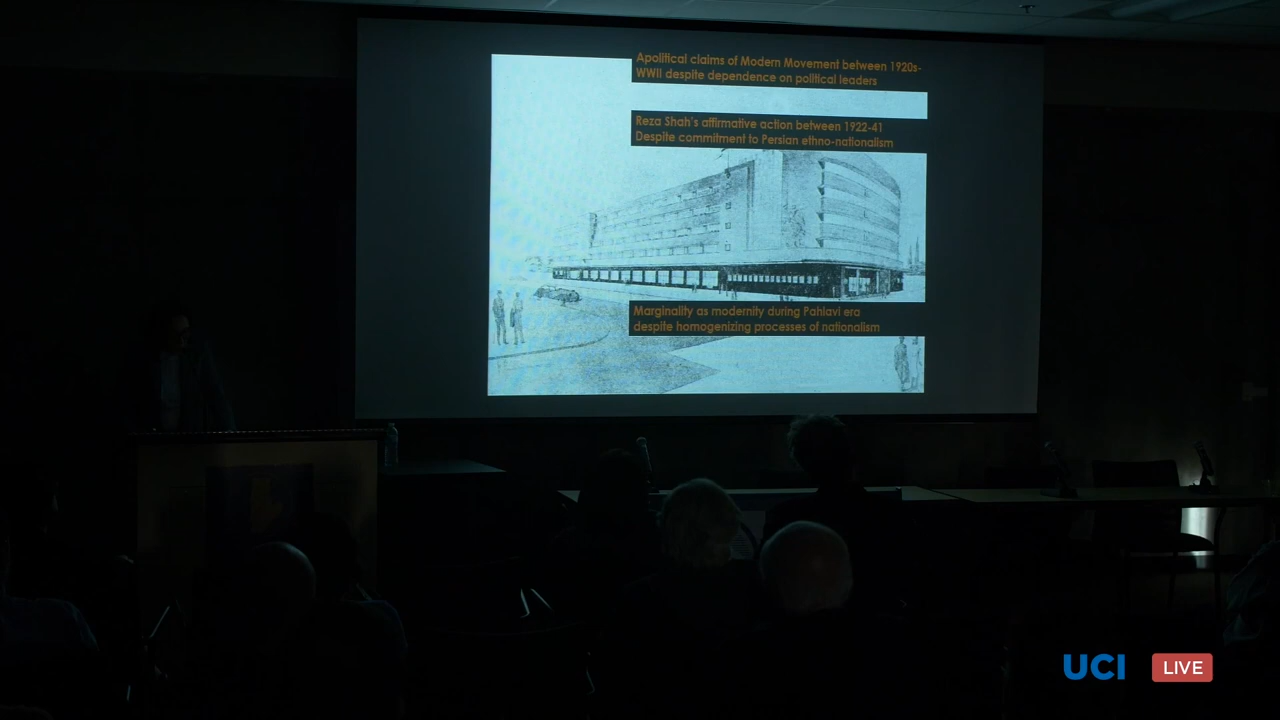 Apolitical claims of Modern Movement between 1920s-
WWII despite dependence on political leaders
Reza Shah's affirmative action between 1922-41
Despite commitment to Persian ethno-nationalism
Marginality as modernity during Pahlavi era
despite homogenizing processes of nationalism
UCI
LIVE